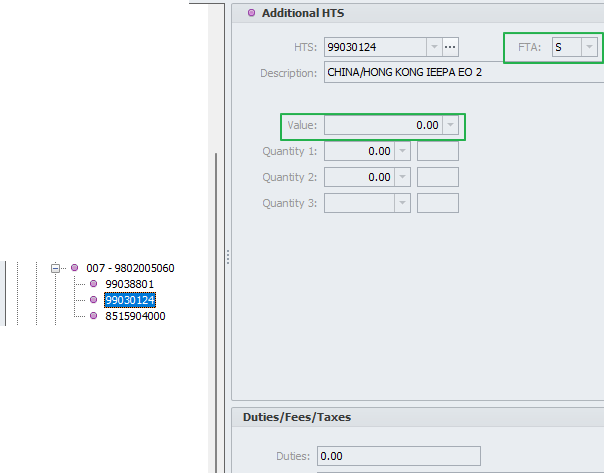 Additional HTS
HTS: 99030124 ... FTA: S
Description: CHINA/HONG KONG IEEPA EO 2
Value: 0.00
Quantity 1: 0.00
Quantity 2: 0.00
Quantity 3:
007 - 9802005060
99038801
99030124
8515904000
Duties/Fees/Taxes
Duties: 0.00